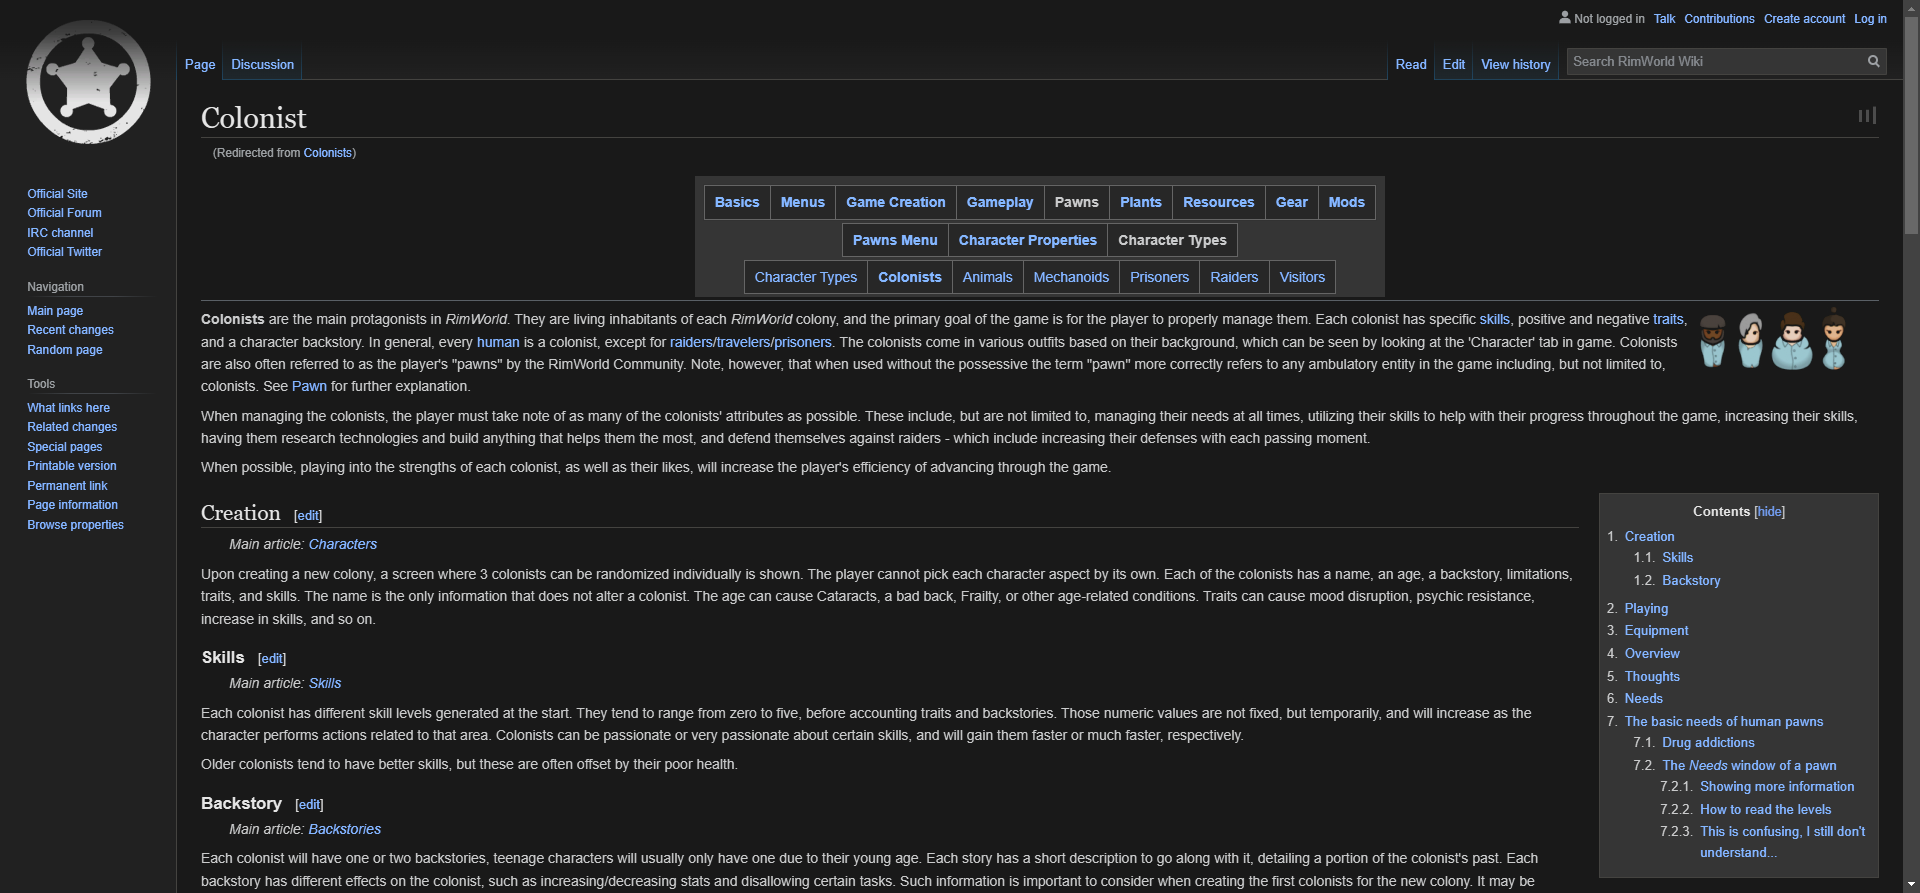 Not logged in Talk Contributions Create account Log in
Page Discussion Read Edit View history Search RimWorld Wiki
Colonist
(Redirected from Colonists)
Official Site
Official Forum
IRC channel
Official Twitter
Navigation
Main page
Recent changes
Random page
Tools
What links here
Related changes
Special pages
Printable version
Permanent link
Page information
Browse properties
Basics Menus Game Creation Gameplay Pawns Plants Resources Gear Mods
Pawns Menu Character Properties Character Types
Character Types Colonists Animals Mechanoids Prisoners Raiders Visitors
Colonists are the main protagonists in RimWorld. They are living inhabitants of each RimWorld colony, and the primary goal of the game is for the player to properly manage them. Each colonist has specific skills, positive and negative traits,
and a character backstory. In general, every human is a colonist, except for raiders/travelers/prisoners. The colonists come in various outfits based on their background, which can be seen by looking at the 'Character' tab in game. Colonists
are also often referred to as the player's "pawns" by the RimWorld Community. Note, however, that when used without the possessive the term "pawn" more correctly refers to any ambulatory entity in the game including, but not limited to,
colonists. See Pawn for further explanation.
When managing the colonists, the player must take note of as many of the colonists' attributes as possible. These include, but are not limited to, managing their needs at all times, utilizing their skills to help with their progress throughout the game, increasing their skills,
having them research technologies and build anything that helps them the most, and defend themselves against raiders - which include increasing their defenses with each passing moment.
When possible, playing into the strengths of each colonist, as well as their likes, will increase the player's efficiency of advancing through the game.
Creation [edit]
Main article: Characters
Upon creating a new colony, a screen where 3 colonists can be randomized individually is shown. The player cannot pick each character aspect by its own. Each of the colonists has a name, an age, a backstory, limitations,
traits, and skills. The name is the only information that does not alter a colonist. The age can cause Cataracts, a bad back, Frailty, or other age-related conditions. Traits can cause mood disruption, psychic resistance,
increase in skills, and so on.
Skills [edit]
Main article: Skills
Each colonist has different skill levels generated at the start. They tend to range from zero to five, before accounting traits and backstories. Those numeric values are not fixed, but temporarily, and will increase as the
character performs actions related to that area. Colonists can be passionate or very passionate about certain skills, and will gain them faster or much faster, respectively.
Older colonists tend to have better skills, but these are often offset by their poor health.
Backstory [edit]
Main article: Backstories
Each colonist will have one or two backstories, teenage characters will usually only have one due to their young age. Each story has a short description to go along with it, detailing a portion of the colonist's past. Each
backstory has different effects on the colonist, such as increasing/decreasing stats and disallowing certain tasks. Such information is important to consider when creating the first colonists for the new colony. It may be
Contents [hide]
1. Creation
1.1. Skills
1.2. Backstory
2. Playing
3. Equipment
4. Overview
5. Thoughts
6. Needs
7. The basic needs of human pawns
7.1. Drug addictions
7.2. The Needs window of a pawn
7.2.1. Showing more information
7.2.2. How to read the levels
7.2.3. This is confusing, I still don't
understand...